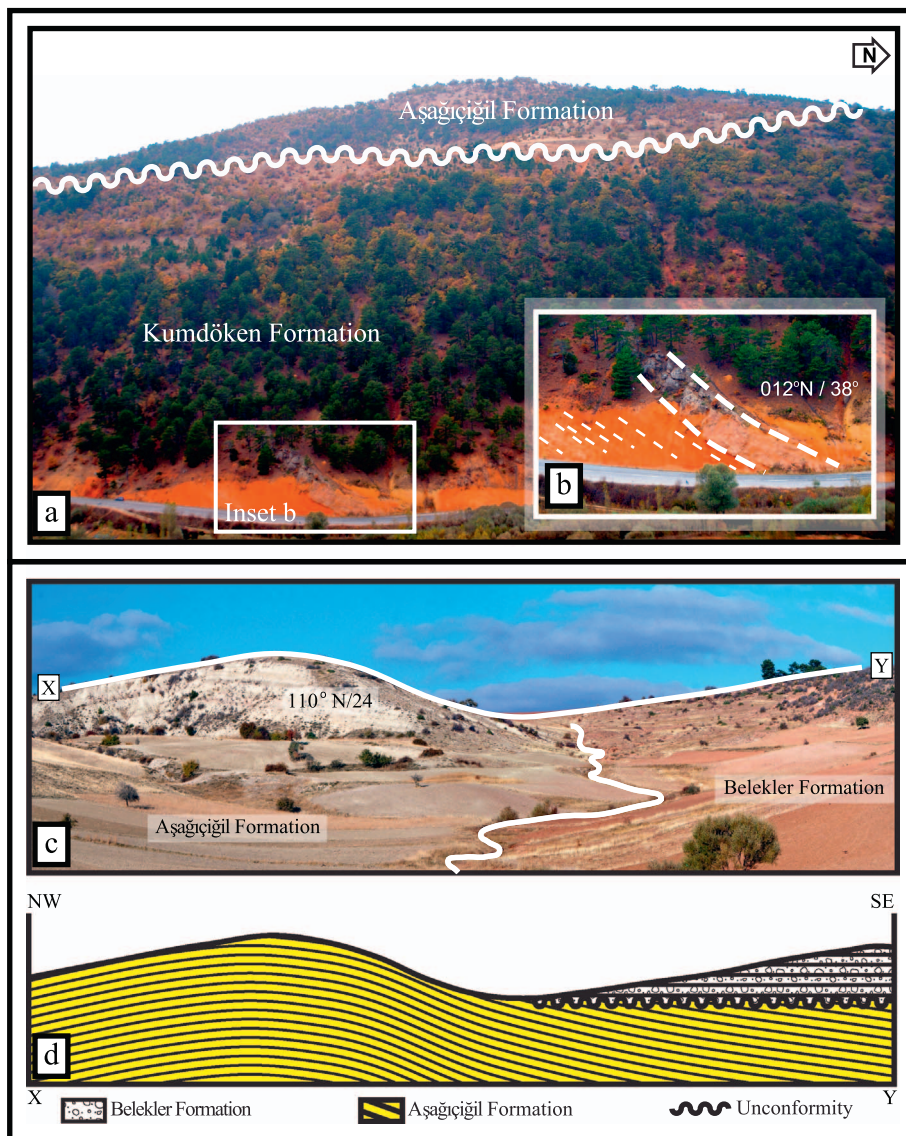 N
Aşağıçiğil Formation
Kumdöken Formation
012°N / 38°
b
a
Inset b
X
Y
110° N/24
Belekler Formation
Aşağıçiğil Formation
c
NW
SE
d
X
Y
Belekler Formation
Aşağıçiğil Formation
Unconformity